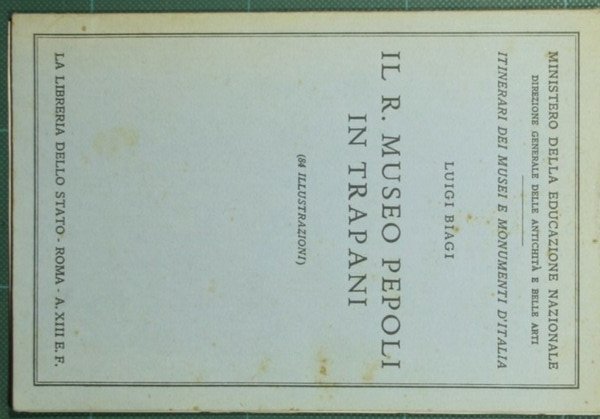 MINISTERO DELLA EDUCAZIONE NAZIONALE
DIREZIONE GENERALE DELLE ANTICHITÀ E BELLE ARTI
ITINERARI DEI MUSEI E MONUMENTI D'ITALIA
LUIGI BIAGI
IL R. MUSEO PEPOLI
IN TRAPANI
(84 ILLUSTRAZIONI)
LA LIBRERIA DELLO STATO - ROMA - A. XIII E. F.